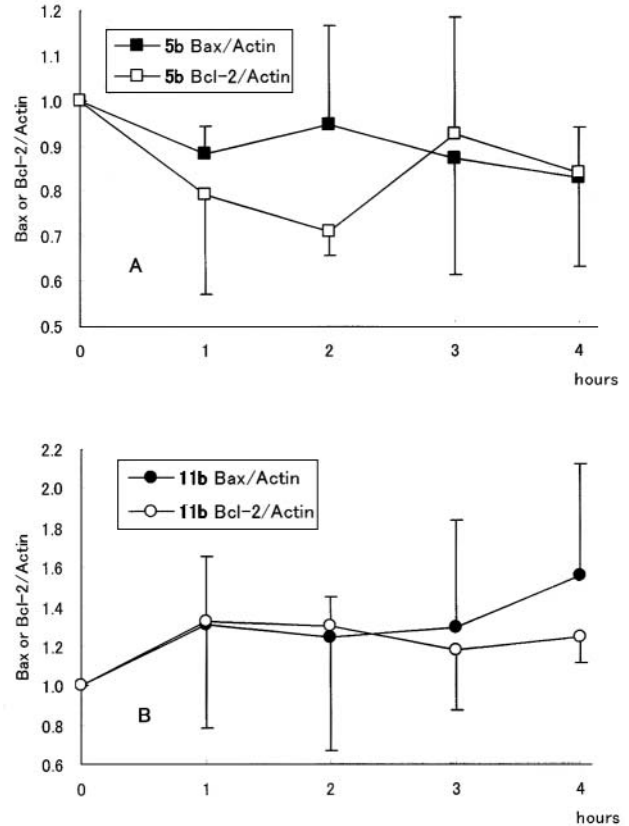 Bax or Bcl-2/Actin
1.2
1.1
1.0
0.9
0.8
0.7
0.6
0.5
5b Bax/Actin
5b Bcl-2/Actin
A
0 1 2 3 4
hours
Bax or Bcl-2/Actin
2.2
2.0
1.8
1.6
1.4
1.2
1.0
0.8
0.6
11b Bax/Actin
11b Bcl-2/Actin
B
0 1 2 3 4
hours